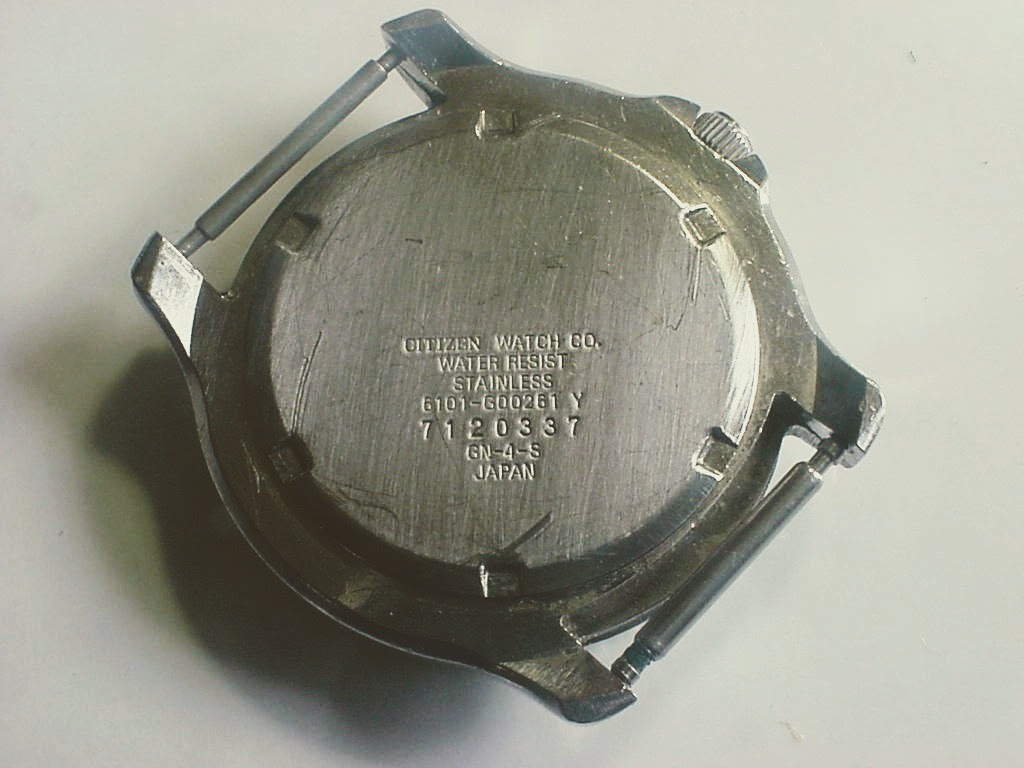 CITIZEN WATCH CO.
WATER RESIST
STAINLESS
6101-G00261 Y
7120337
GN-4-S
JAPAN